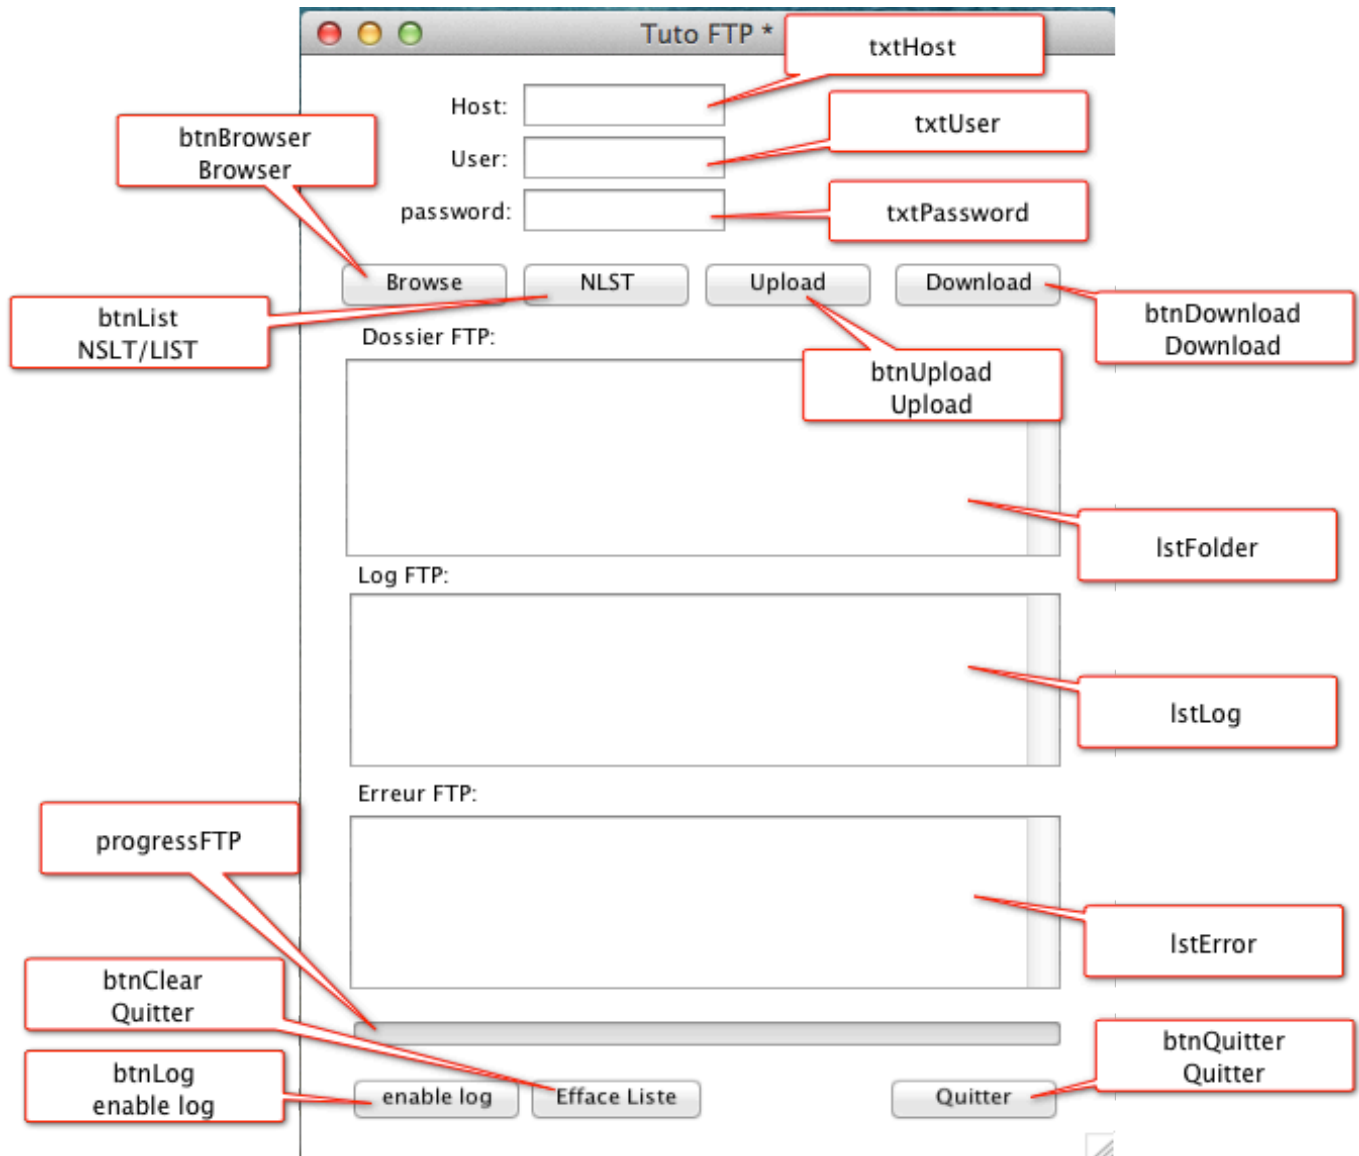 Tuto FTP *
txtHost
Host:
txtUser
btnBrowser
Browser
User:
password:
txtPassword
Browse
NLST
Upload
Download
btnList
NSLT/LIST
btnDownload
Download
Dossier FTP:
btnUpload
Upload
lstFolder
Log FTP:
lstLog
Erreur FTP:
progressFTP
lstError
btnClear
Quitter
btnQuitter
Quitter
btnLog
enable log
enable log
Efface Liste
Quitter